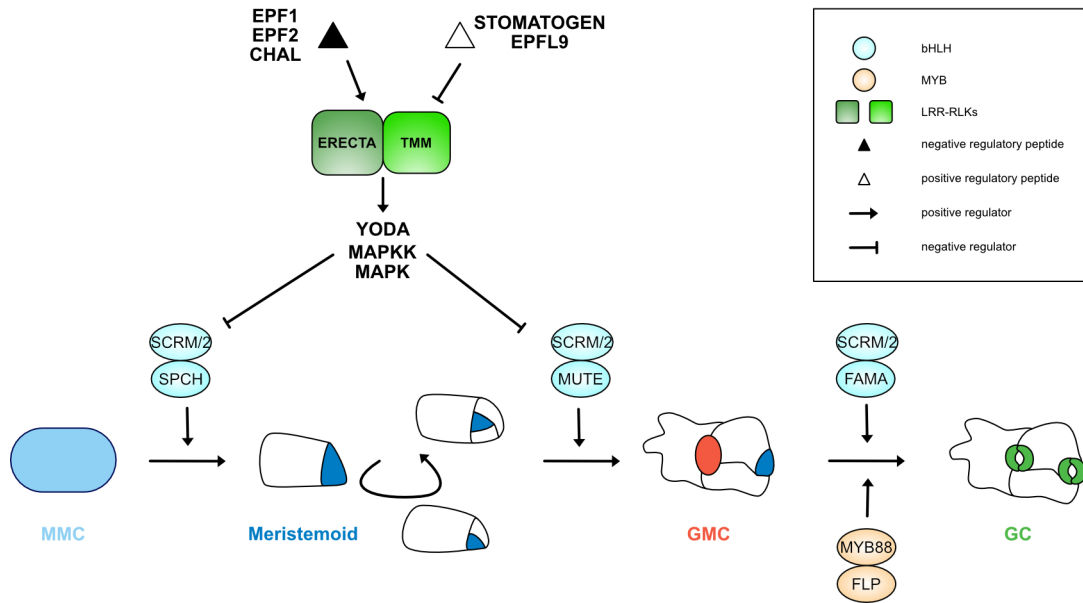 EPF1
EPF2
CHAL
STOMATOGEN
EPFL9
bHLH
MYB
LRR-RLKs
negative regulatory peptide
positive regulatory peptide
positive regulator
negative regulator
ERECTA
TMM
YODA
MAPKK
MAPK
SCRM/2
SPCH
SCRM/2
MUTE
SCRM/2
FAMA
MMC
Meristemoid
GMC
GC
MYB88
FLP